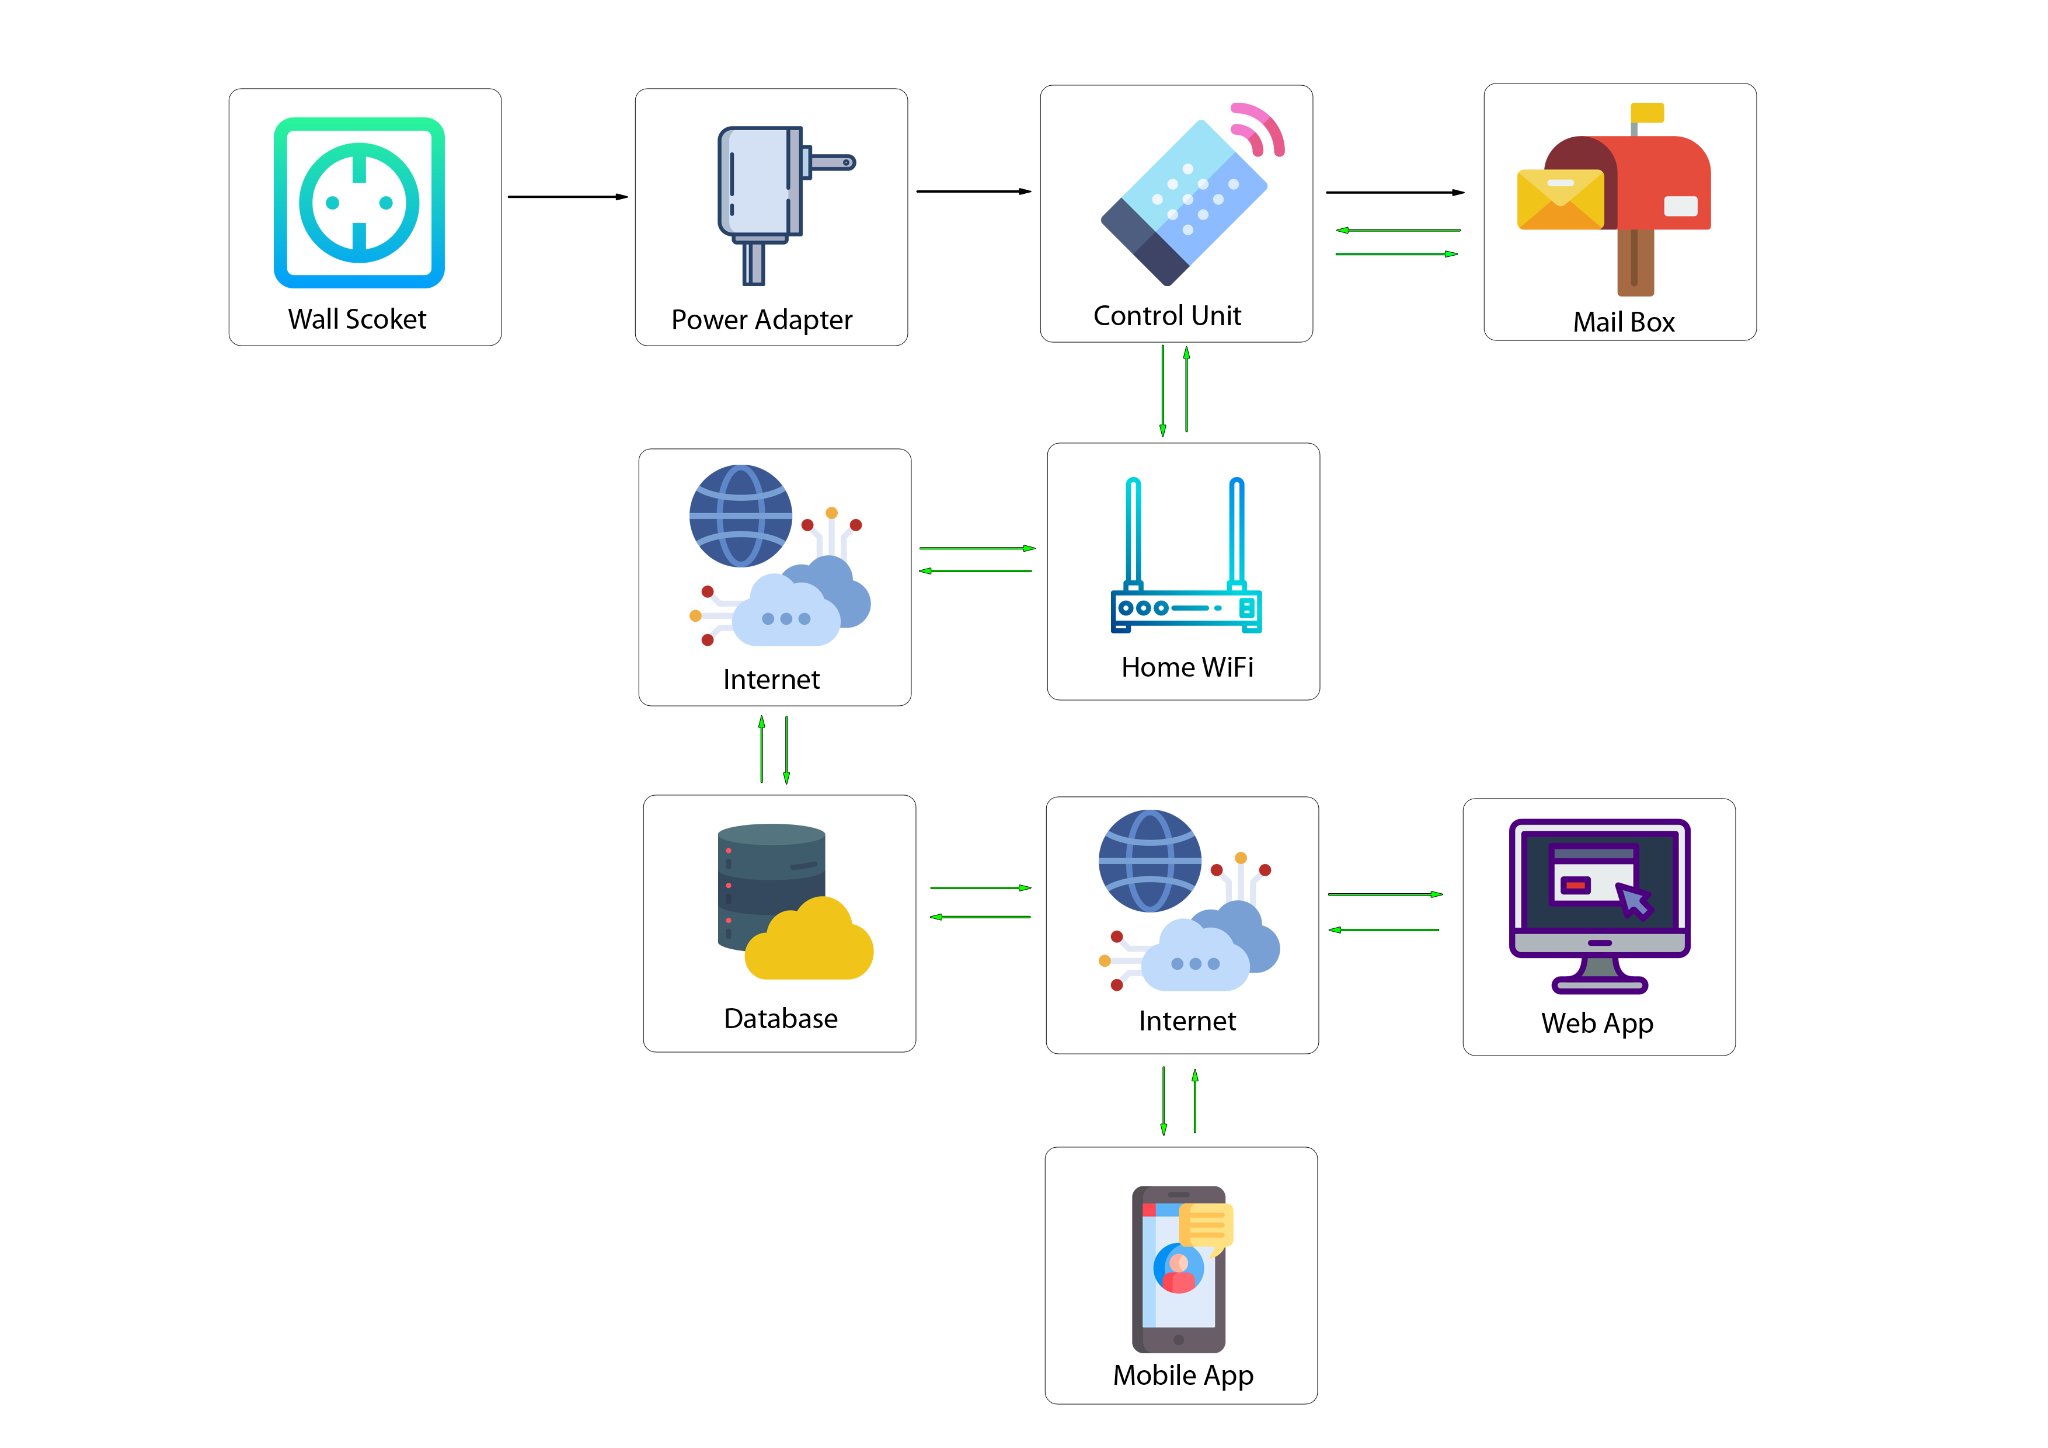 Wall Scoket
Power Adapter
Control Unit
Mail Box
Internet
Home WiFi
Database
Internet
Web App
Mobile App